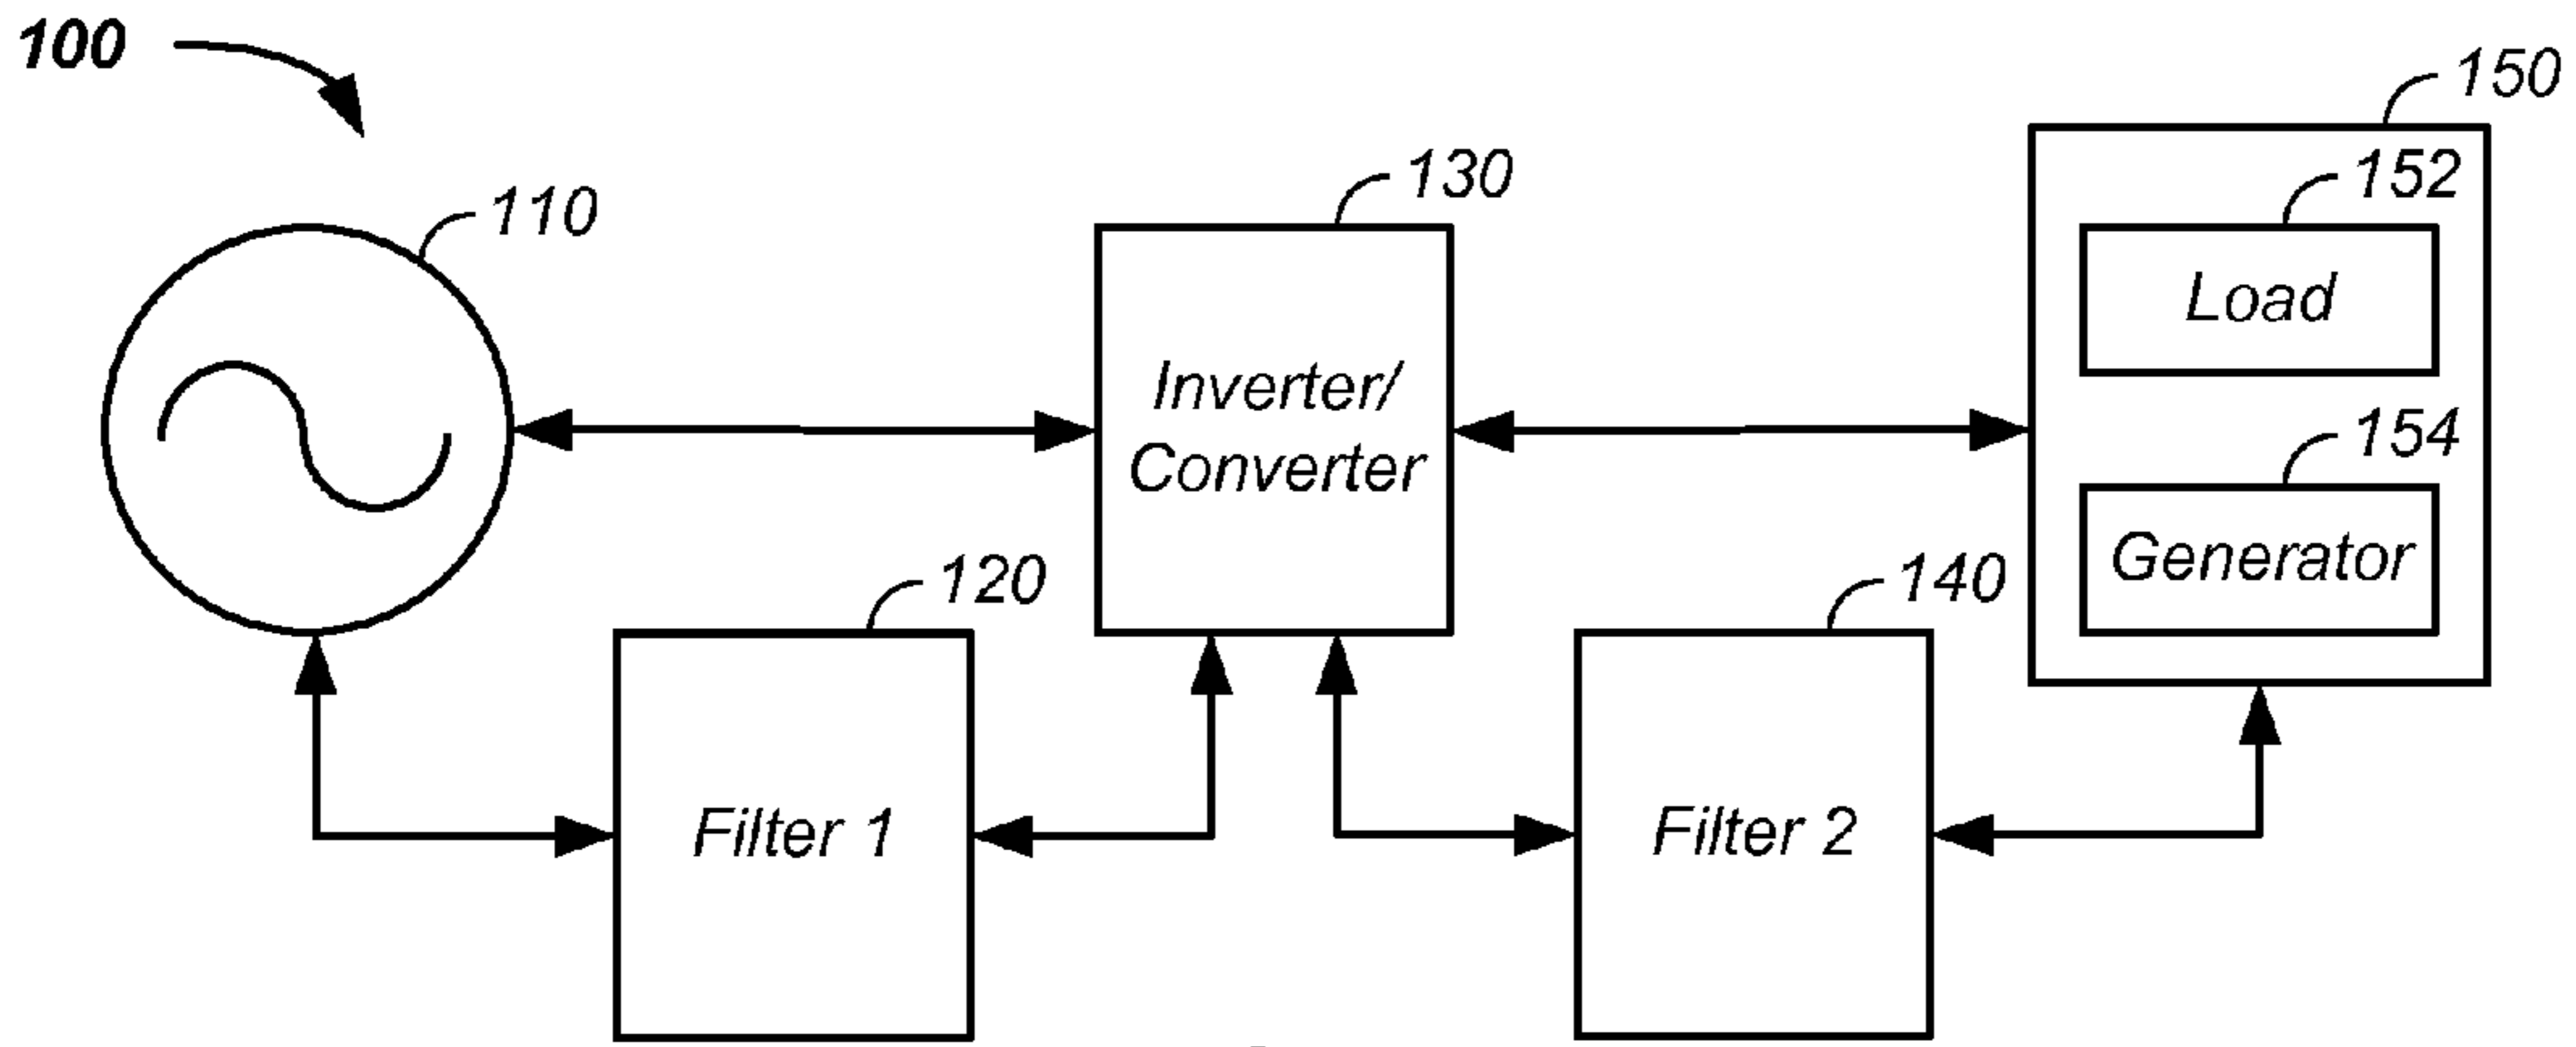 100
150
130
152
110
Load
Inverter/
Converter
154
Generator
120
140
Filter 1
Filter 2